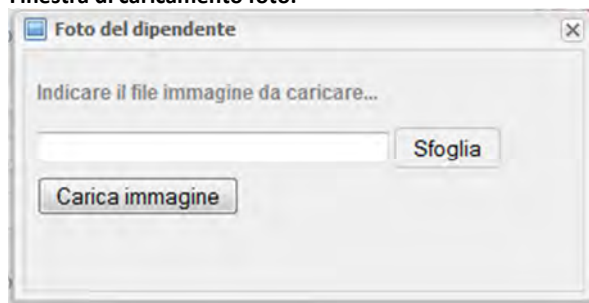 Finestra di caricamento foto:
Foto del dipendente
Indicare il file immagine da caricare...
Sfoglia
Carica immagine